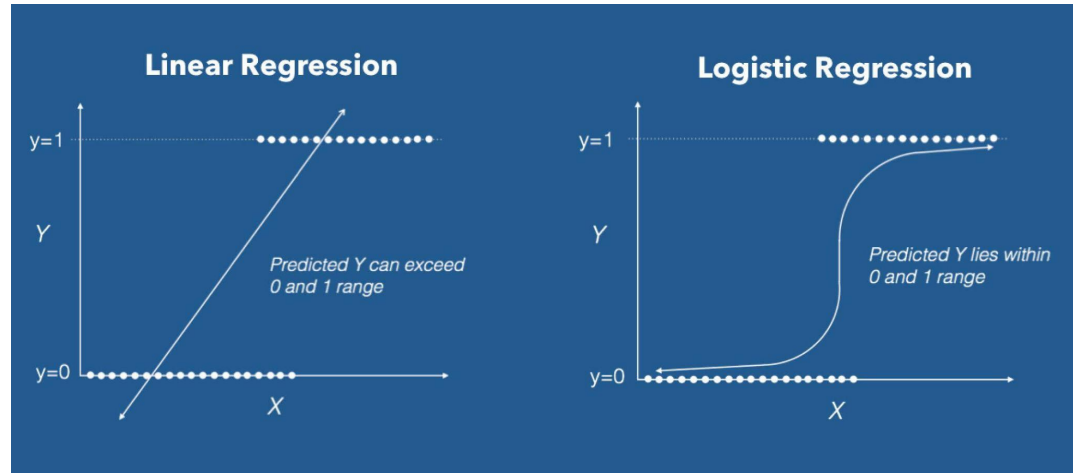 Linear Regression
y=1
Y
Predicted Y can exceed
0 and 1 range
y=0
X
Logistic Regression
y=1
Y
Predicted Y lies within
0 and 1 range
y=0
X